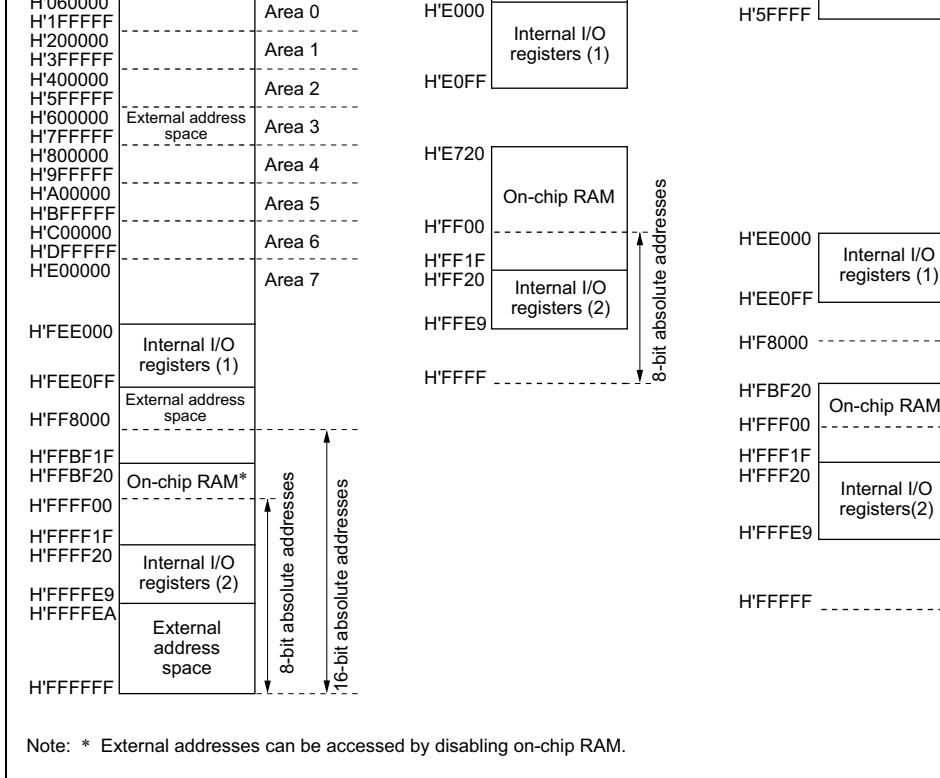 H'060000
H'1FFFFF
Area 0
H'200000
H'3FFFFF
Area 1
H'400000
H'5FFFFF
Area 2
H'600000
H'7FFFFF
External address
space
Area 3
H'800000
H'9FFFFF
Area 4
H'A00000
H'BFFFFF
Area 5
H'C00000
H'DFFFFF
Area 6
H'E00000
Area 7
H'FEE000
Internal I/O
registers (1)
H'FEE0FF
External address
space
H'FF8000
H'FFBF1F
H'FFBF20
On-chip RAM*
H'FFFF00
H'FFFF1F
H'FFFF20
Internal I/O
registers (2)
H'FFFFE9
H'FFFFEA
External
address
space
H'FFFFFF
8-bit absolute addresses
16-bit absolute addresses
H'E000
Internal I/O
registers (1)
H'E0FF
H'E720
On-chip RAM
H'FF00
H'FF1F
H'FF20
Internal I/O
registers (2)
H'FFE9
H'FFFF
8-bit absolute addresses
H'5FFFF
H'EE000
Internal I/O
registers (1)
H'EE0FF
H'F8000
H'FBF20
On-chip RAM
H'FFF00
H'FFF1F
H'FFF20
Internal I/O
registers(2)
H'FFFE9
H'FFFFF
Note: * External addresses can be accessed by disabling on-chip RAM.